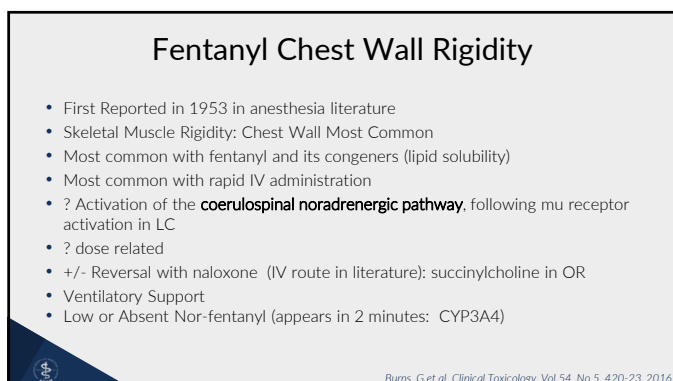 Fentanyl Chest Wall Rigidity
• First Reported in 1953 in anesthesia literature
• Skeletal Muscle Rigidity: Chest Wall Most Common
• Most common with fentanyl and its congeners (lipid solubility)
• Most common with rapid IV administration
• ? Activation of the coerulospinal noradrenergic pathway, following mu receptor
activation in LC
• ? dose related
• +/- Reversal with naloxone (IV route in literature): succinylcholine in OR
• Ventilatory Support
• Low or Absent Nor-fentanyl (appears in 2 minutes: CYP3A4)
Burns, G et al. Clinical Toxicology, Vol 54, No 5, 420-23, 2016